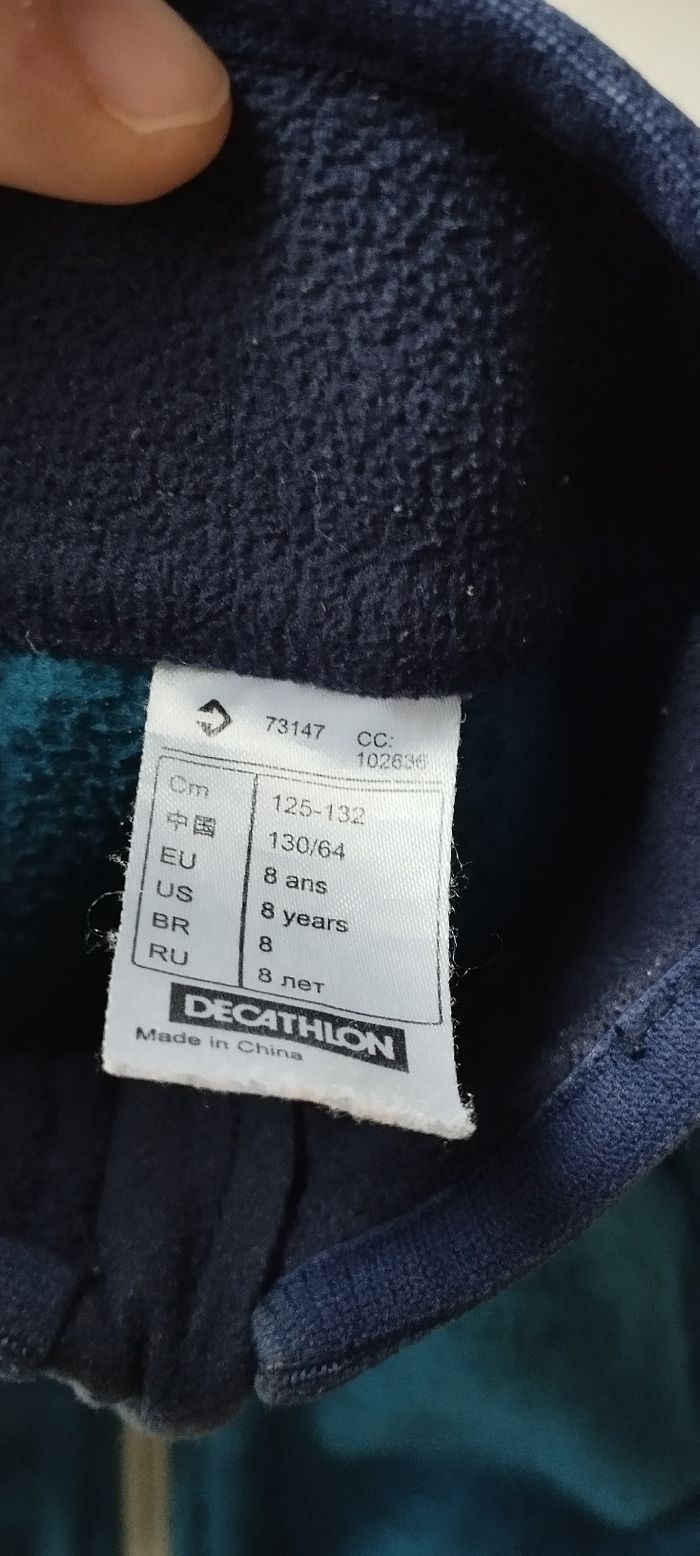 73147 CC:
102636
Cm 125-132
中国 130/64
EU 8 ans
US 8 years
BR 8
RU 8 лет
DECATHLON
Made in China